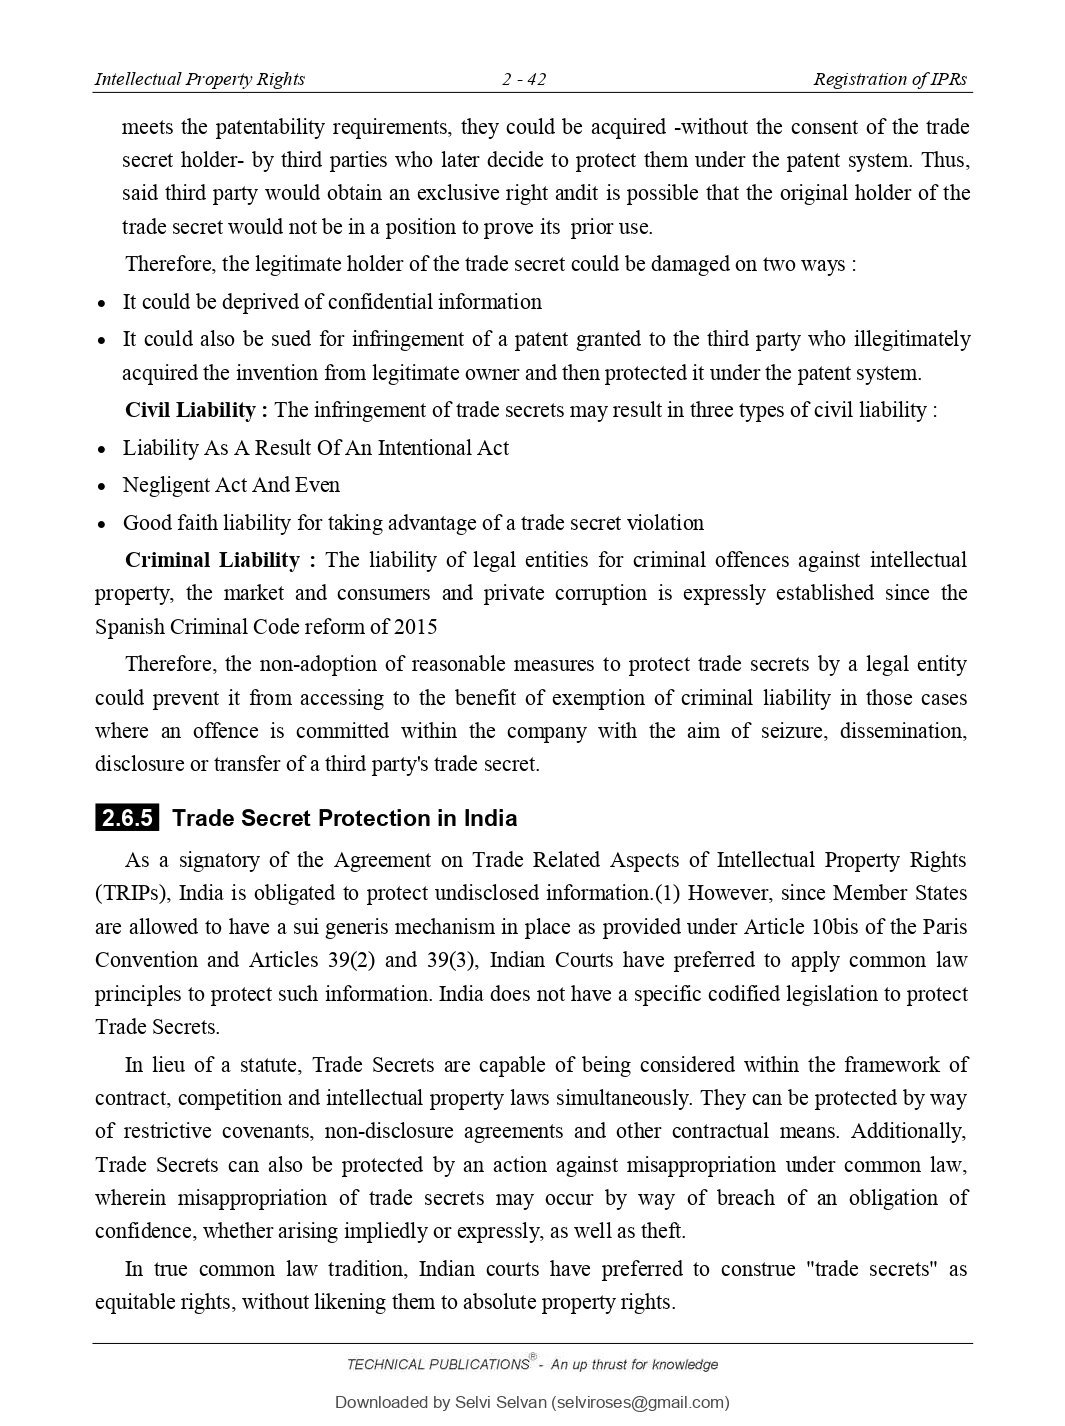 Intellectual Property Rights 2 - 42 Registration of IPRs
meets the patentability requirements, they could be acquired -without the consent of the trade
secret holder- by third parties who later decide to protect them under the patent system. Thus,
said third party would obtain an exclusive right andit is possible that the original holder of the
trade secret would not be in a position to prove its prior use.
Therefore, the legitimate holder of the trade secret could be damaged on two ways :
• It could be deprived of confidential information
• It could also be sued for infringement of a patent granted to the third party who illegitimately
acquired the invention from legitimate owner and then protected it under the patent system.
Civil Liability : The infringement of trade secrets may result in three types of civil liability :
• Liability As A Result Of An Intentional Act
• Negligent Act And Even
• Good faith liability for taking advantage of a trade secret violation
Criminal Liability : The liability of legal entities for criminal offences against intellectual
property, the market and consumers and private corruption is expressly established since the
Spanish Criminal Code reform of 2015
Therefore, the non-adoption of reasonable measures to protect trade secrets by a legal entity
could prevent it from accessing to the benefit of exemption of criminal liability in those cases
where an offence is committed within the company with the aim of seizure, dissemination,
disclosure or transfer of a third party's trade secret.
2.6.5 Trade Secret Protection in India
As a signatory of the Agreement on Trade Related Aspects of Intellectual Property Rights
(TRIPs), India is obligated to protect undisclosed information.(1) However, since Member States
are allowed to have a sui generis mechanism in place as provided under Article 10bis of the Paris
Convention and Articles 39(2) and 39(3), Indian Courts have preferred to apply common law
principles to protect such information. India does not have a specific codified legislation to protect
Trade Secrets.
In lieu of a statute, Trade Secrets are capable of being considered within the framework of
contract, competition and intellectual property laws simultaneously. They can be protected by way
of restrictive covenants, non-disclosure agreements and other contractual means. Additionally,
Trade Secrets can also be protected by an action against misappropriation under common law,
wherein misappropriation of trade secrets may occur by way of breach of an obligation of
confidence, whether arising impliedly or expressly, as well as theft.
In true common law tradition, Indian courts have preferred to construe "trade secrets" as
equitable rights, without likening them to absolute property rights.
TECHNICAL PUBLICATIONS® - An up thrust for knowledge
Downloaded by Selvi Selvan (selviroses@gmail.com)